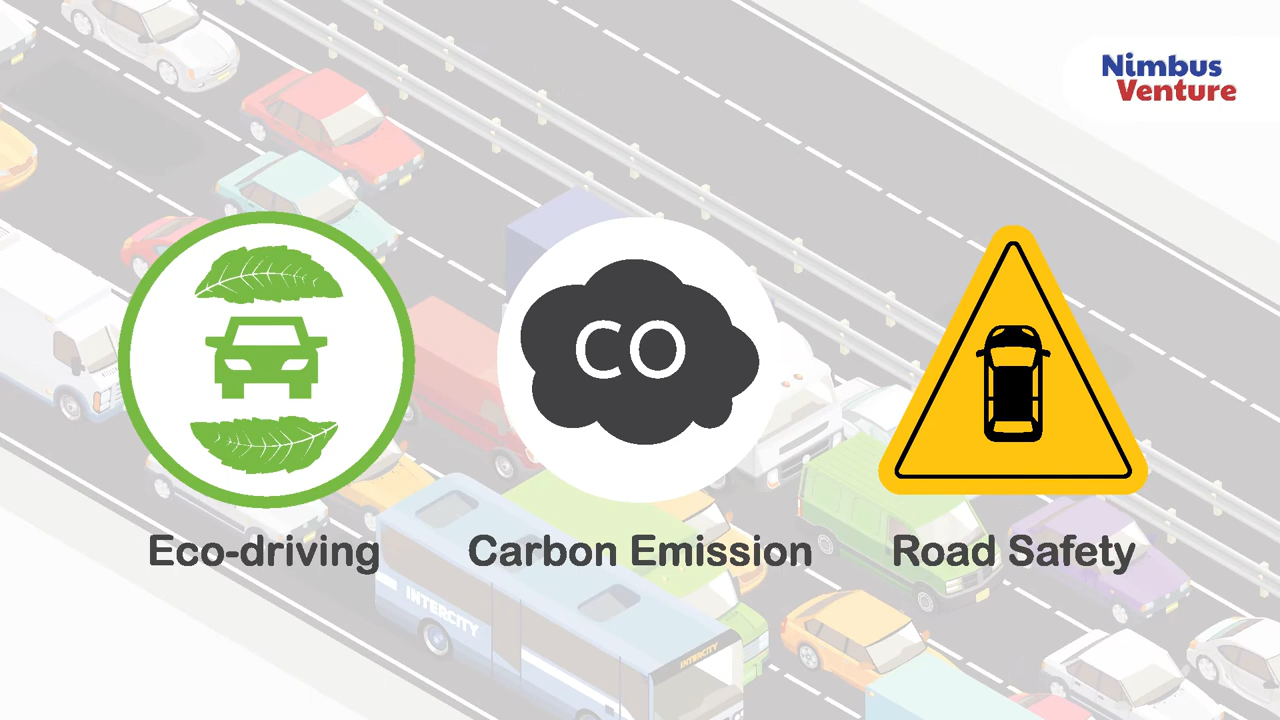 Nimbus
Venture
CO
Eco-driving
Carbon Emission
Road Safety
INTERCITY
INTERCITY